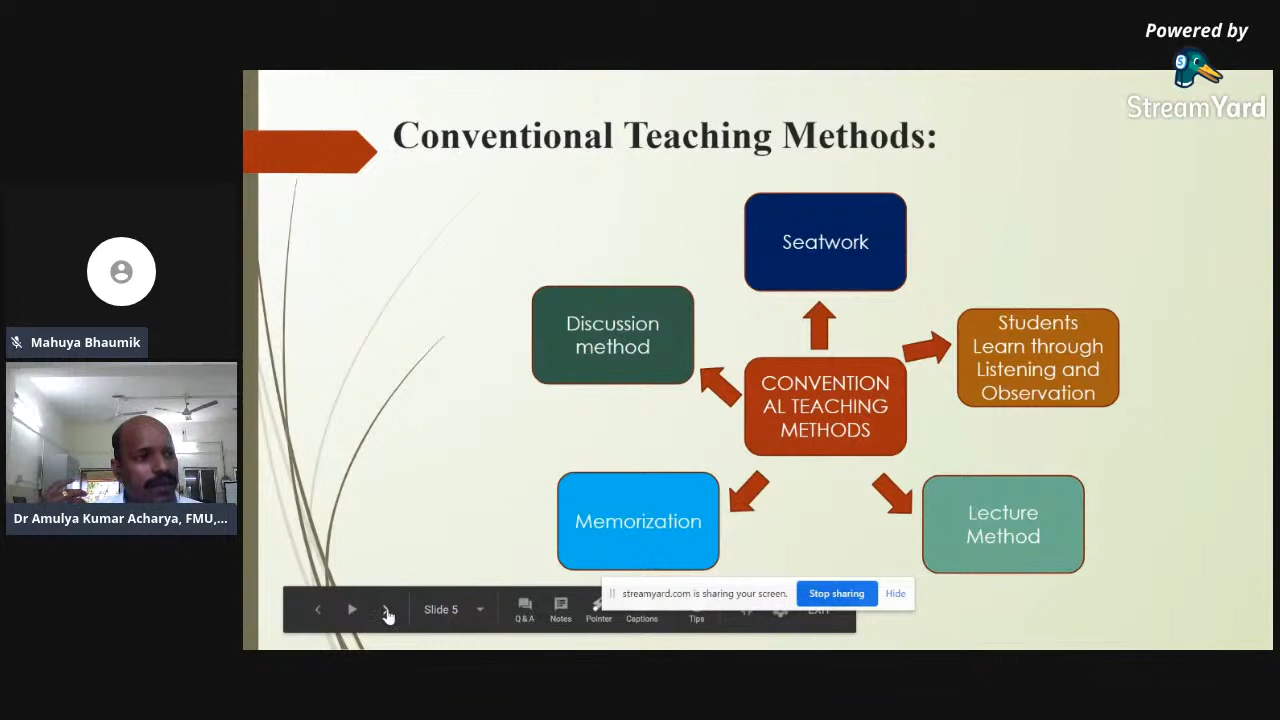 Powered by
StreamYard
Conventional Teaching Methods:
Seatwork
Discussion
method
Students
Learn through
Listening and
Observation
CONVENTION
AL TEACHING
METHODS
Memorization
Lecture
Method
Mahuya Bhaumik
Dr Amulya Kumar Acharya, FMU,...
streamyard.com is sharing your screen.
Stop sharing
Hide
Slide 5
Q & A
Notes
Pointer
Captions
Tips
EXIT